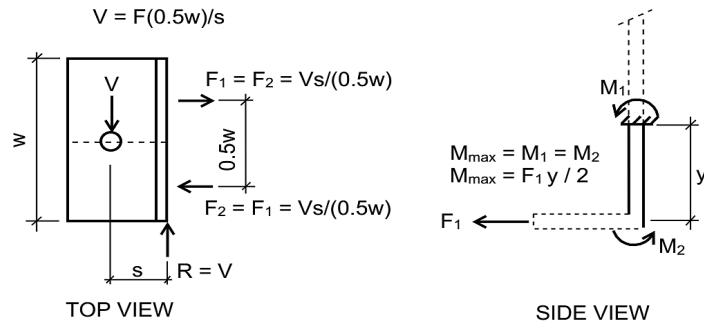 V = F(0.5w)/s
V
F₁ = F₂ = Vs/(0.5w)
w
0.5w
F₂ = F₁ = Vs/(0.5w)
s
R = V
TOP VIEW
M₁
Mmax = M₁ = M₂
Mmax = F₁ y / 2
y
F₁
M₂
SIDE VIEW